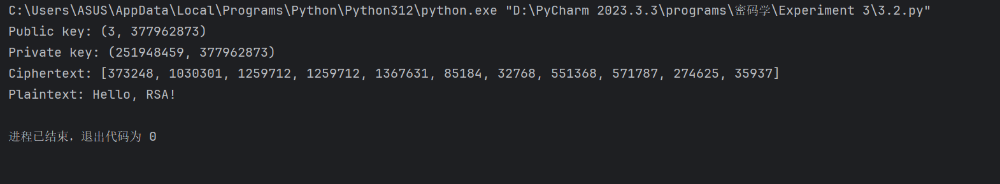 C:\Users\ASUS\AppData\Local\Programs\Python\Python312\python.exe "D:\PyCharm 2023.3.3\programs\密码学\Experiment 3\3.2.py"
Public key: (3, 377962873)
Private key: (251948459, 377962873)
Ciphertext: [373248, 1030301, 1259712, 1259712, 1367631, 85184, 32768, 551368, 571787, 274625, 35937]
Plaintext: Hello, RSA!
进程已结束，退出代码为 0